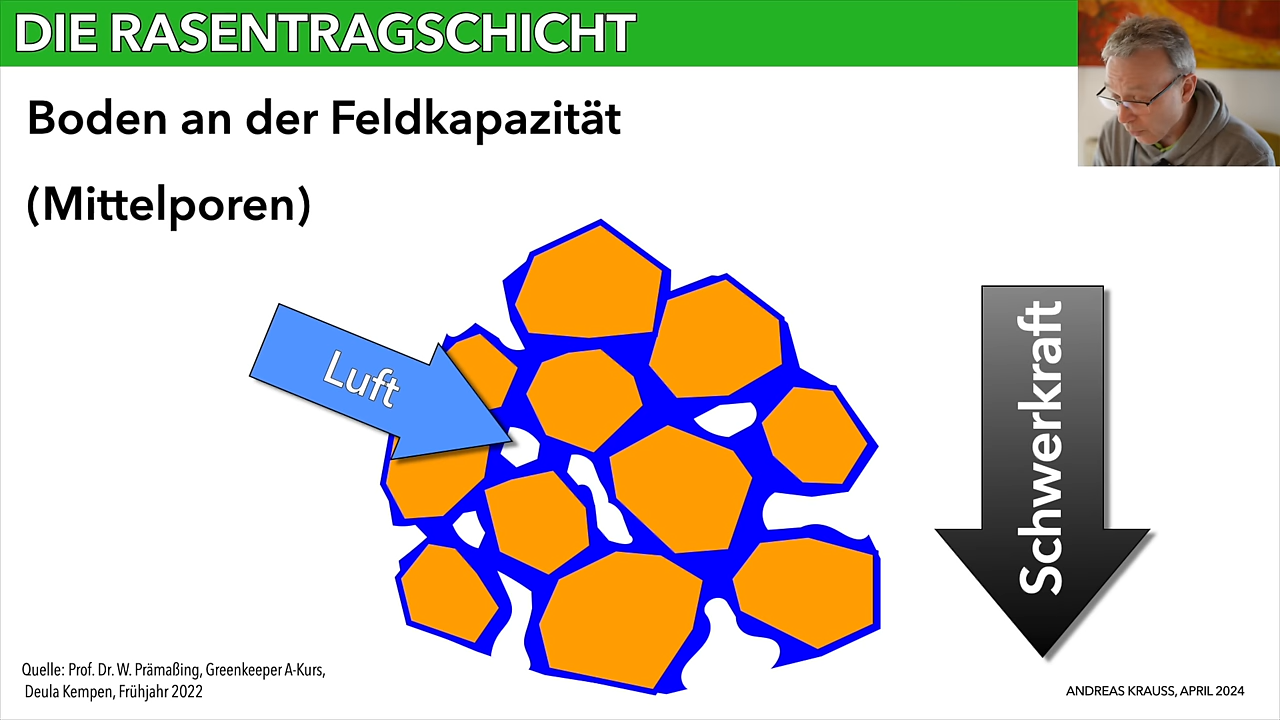 DIE RASENTRAGSCHICHT
Boden an der Feldkapazität
(Mittelporen)
Luft
Schwerkraft
Quelle: Prof. Dr. W. Prämaßing, Greenkeeper A-Kurs,
Deula Kempen, Frühjahr 2022
ANDREAS KRAUSS, APRIL 2024